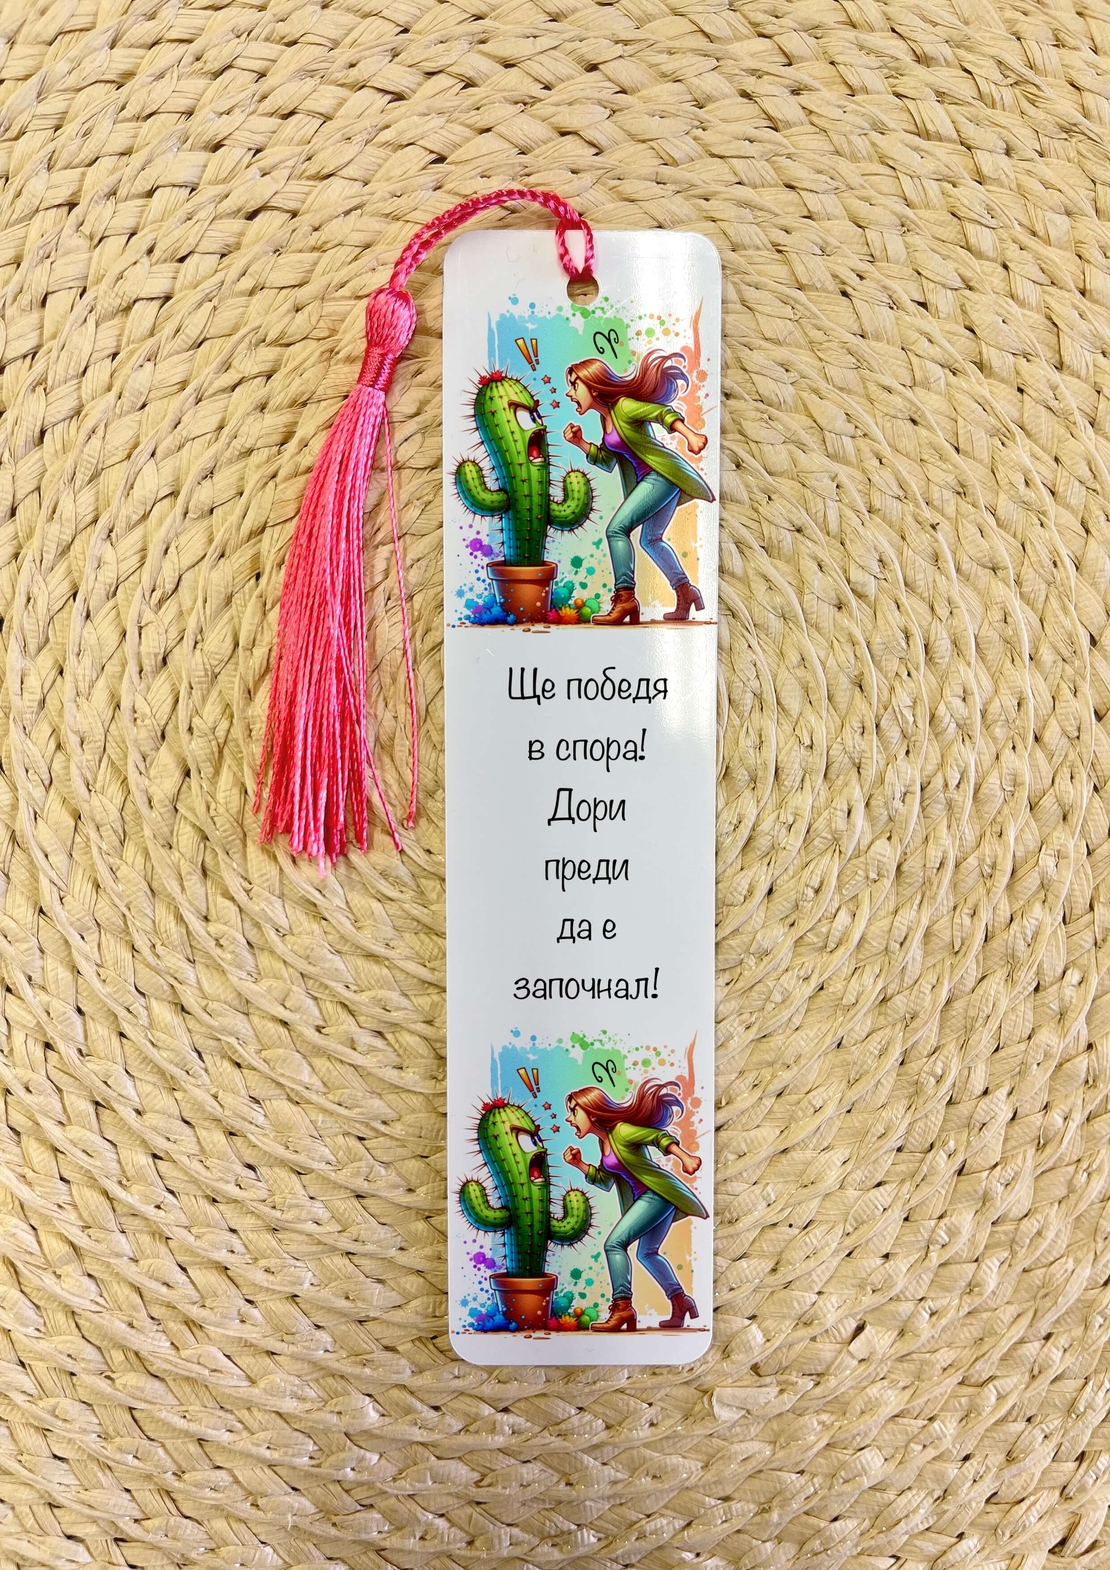 Ще победя
в спора!
Дори
преди
да е
започнал!